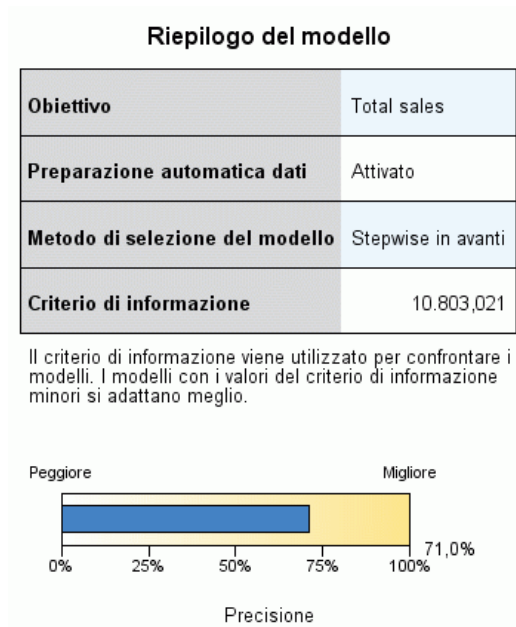 Riepilogo del modello
Obiettivo Total sales
Preparazione automatica dati Attivato
Metodo di selezione del modello Stepwise in avanti
Criterio di informazione 10.803,021
Il criterio di informazione viene utilizzato per confrontare i
modelli. I modelli con i valori del criterio di informazione
minori si adattano meglio.
Peggiore Migliore
71,0%
0% 25% 50% 75% 100%
Precisione